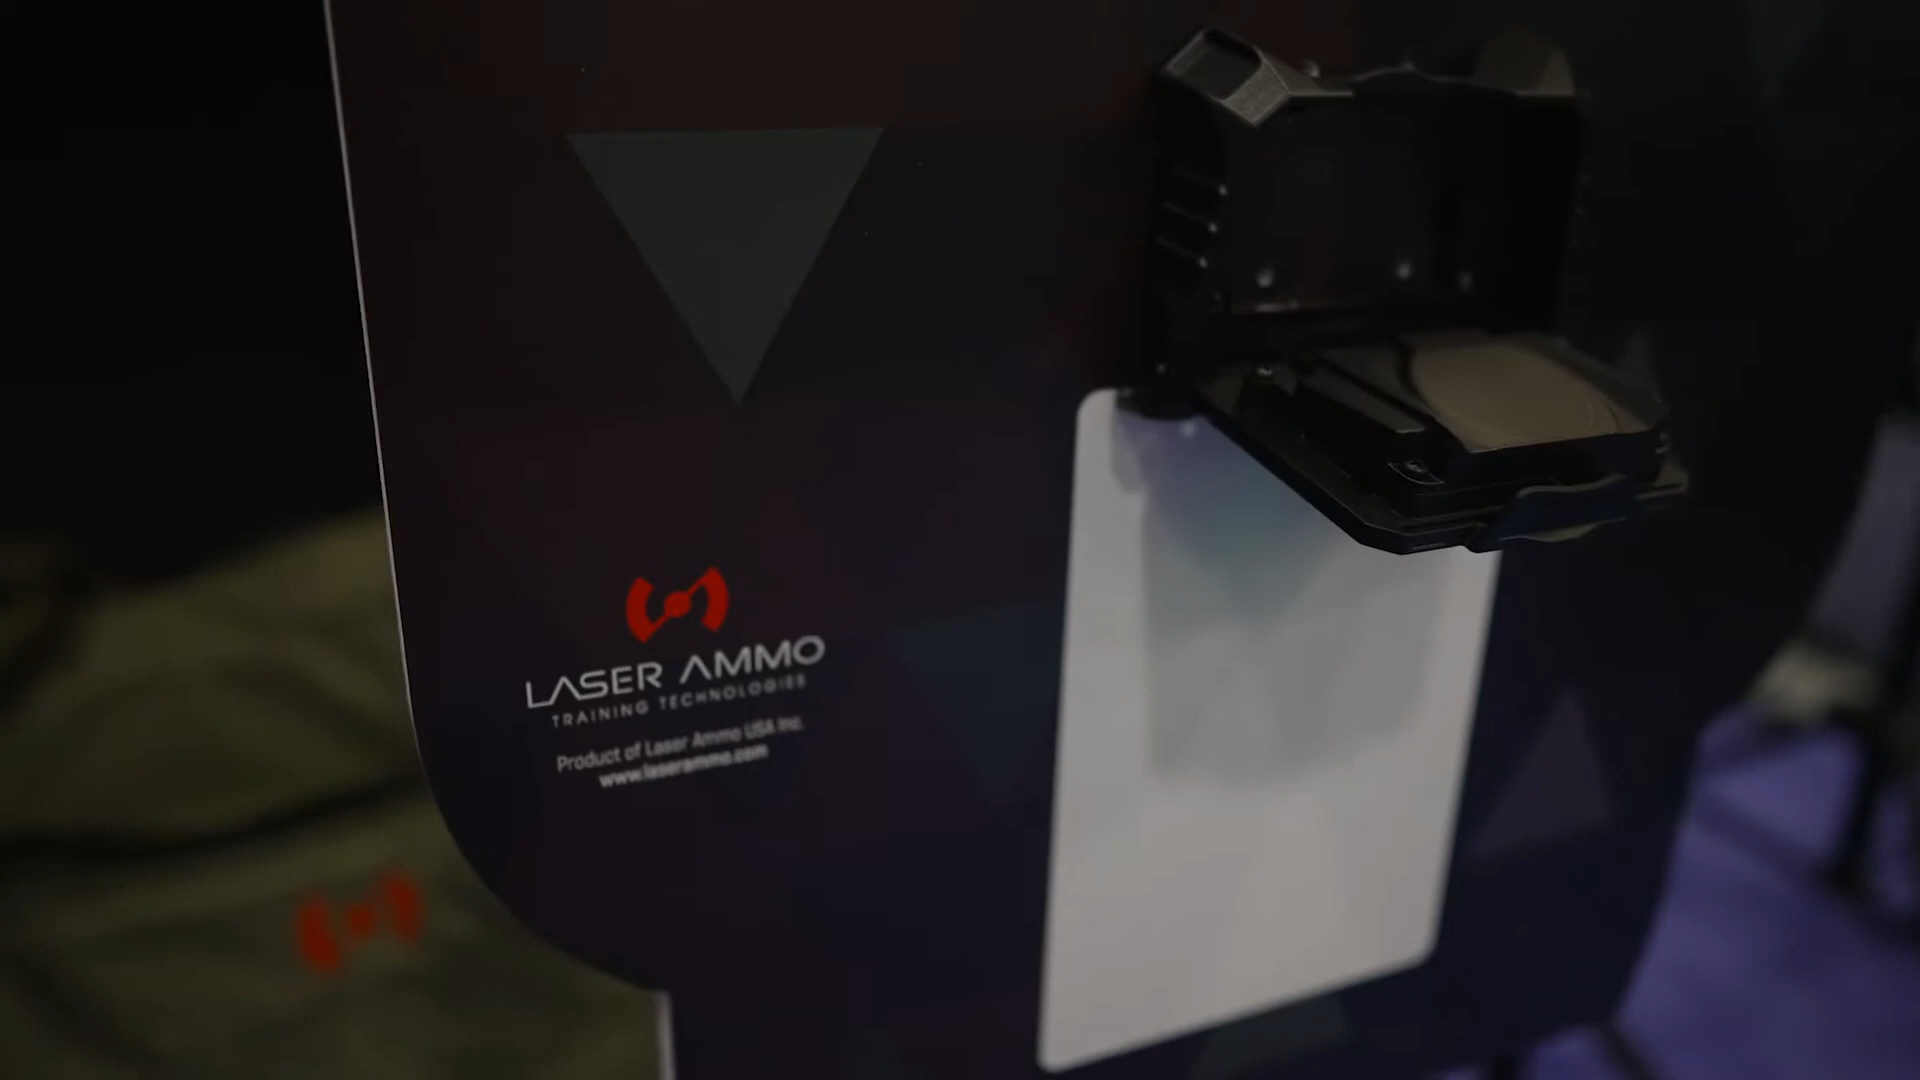 LASER AMMO
TRAINING TECHNOLOGIES
Product of Laser Ammo USA Inc.
www.laserammo.com